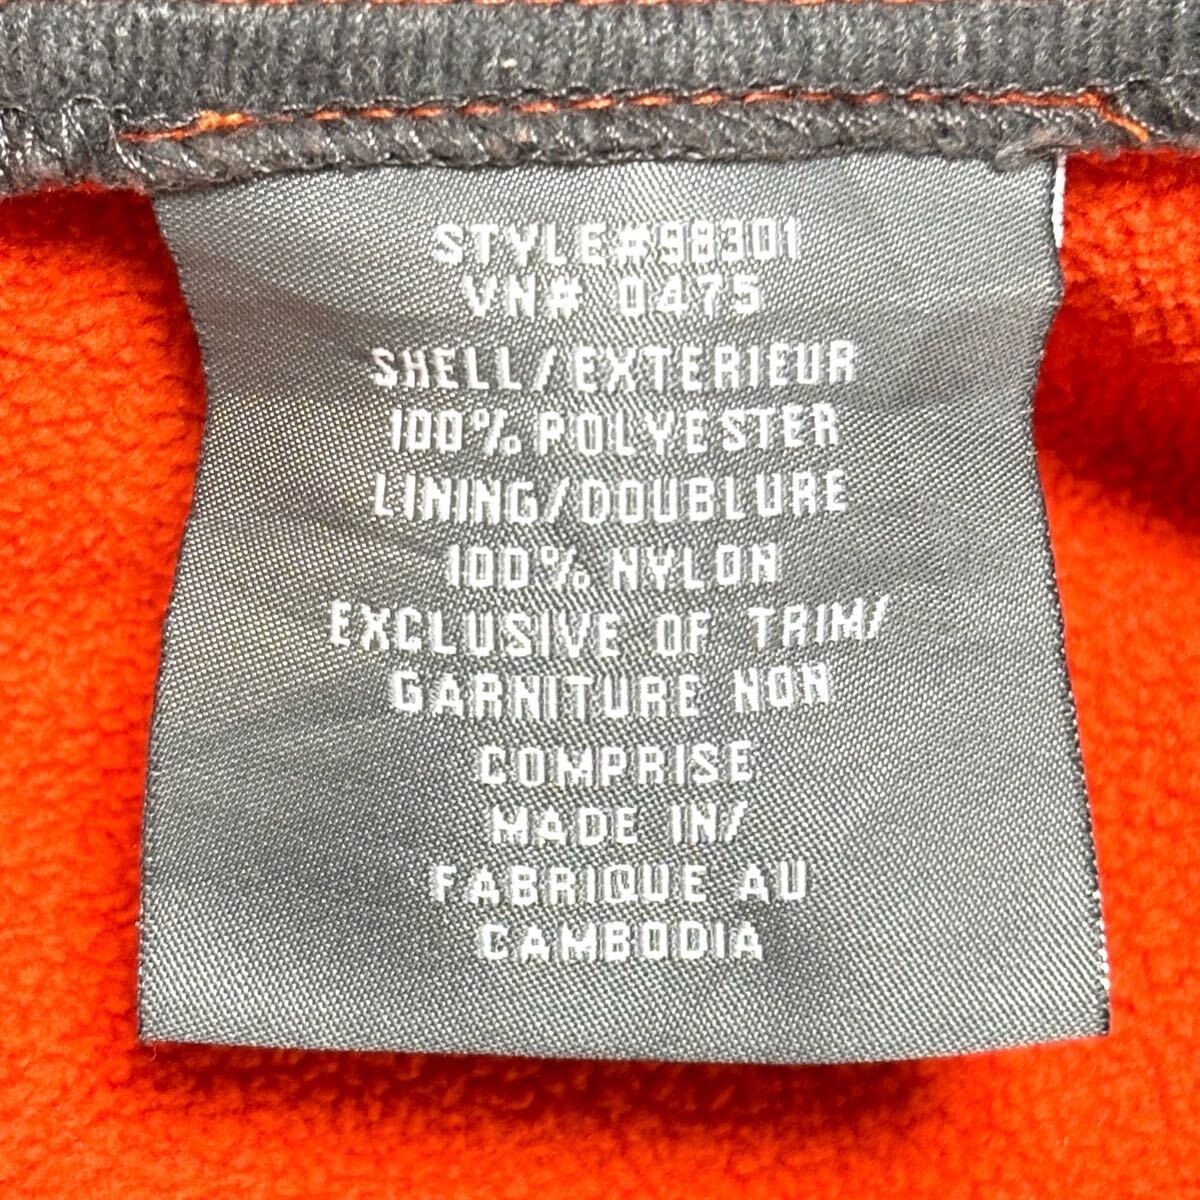 STYLE#98301
VN# 0475
SHELL/EXTERIEUR
100% POLYESTER
LINING/DOUBLURE
100% NYLON
EXCLUSIVE OF TRIM/
GARNITURE NON
COMPRISE
MADE IN/
FABRIQUE AU
CAMBODIA